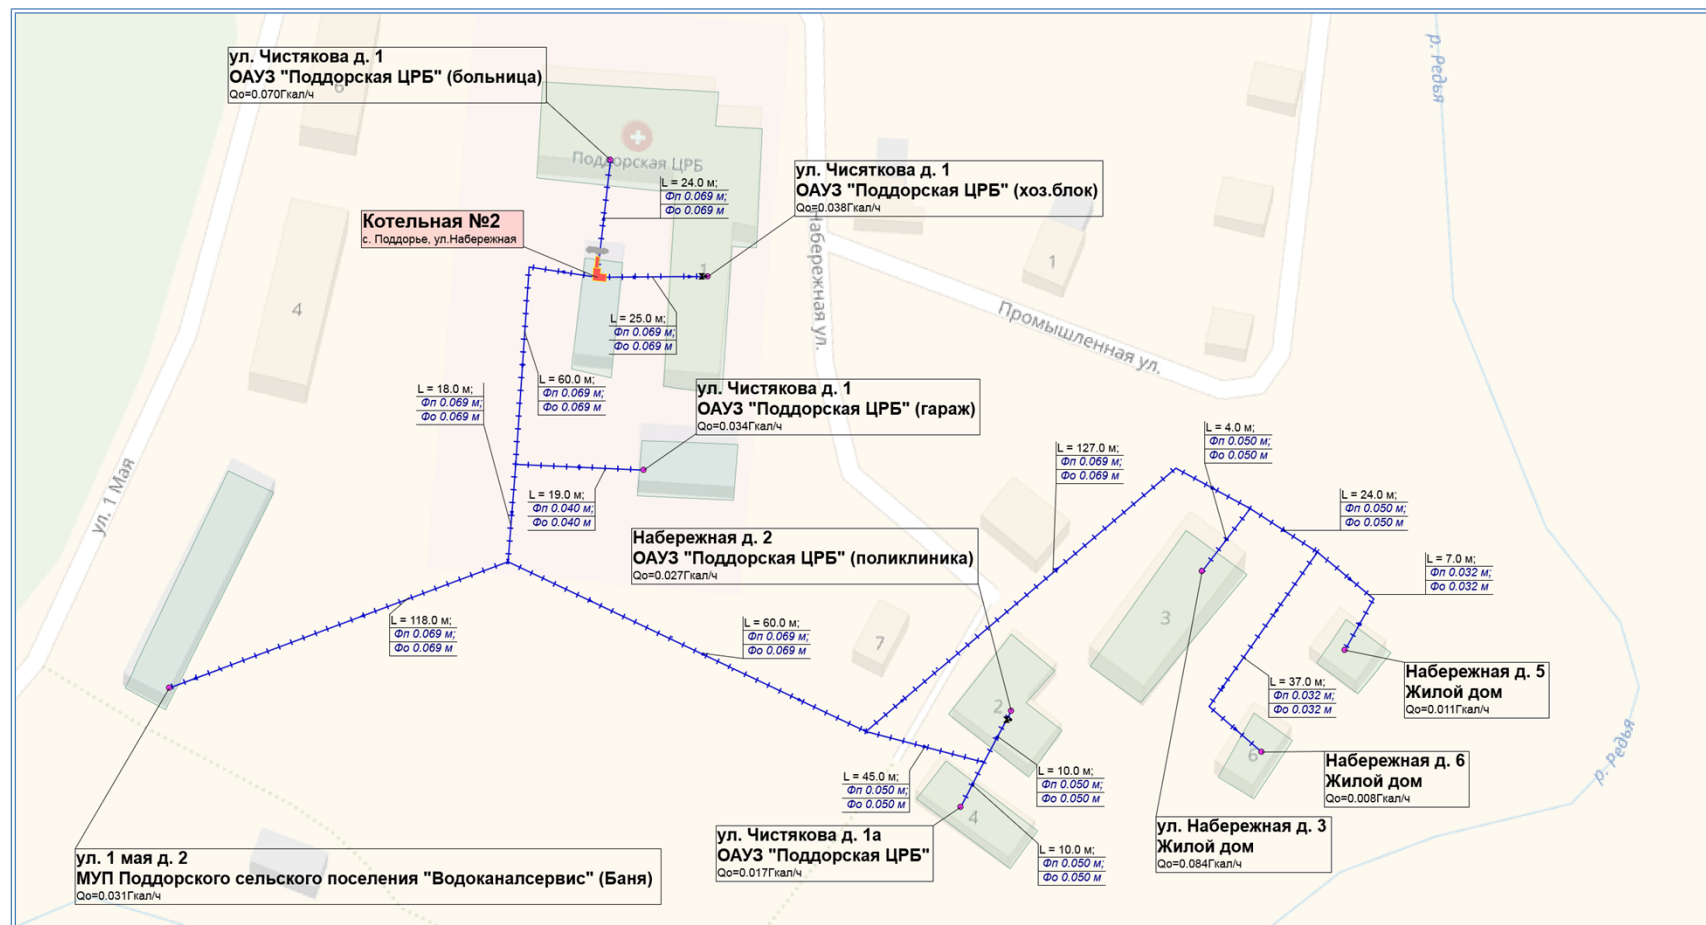 ул. Чистякова д. 1
ОАУЗ "Поддорская ЦРБ" (больница)
Qо=0.070Гкал/ч
6
р. Редья
Поддорская ЦРБ
ул. Чисяткова д. 1
ОАУЗ "Поддорская ЦРБ" (хоз.блок)
Qо=0.038Гкал/ч
L = 24.0 м;
Фп 0.069 м;
Фо 0.069 м
Котельная №2
с. Поддорье, ул.Набережная
Набережная ул.
1
1
4
Промышленная ул.
L = 25.0 м;
Фп 0.069 м;
Фо 0.069 м
L = 18.0 м;
Фп 0.069 м;
Фо 0.069 м
L = 60.0 м;
Фп 0.069 м;
Фо 0.069 м
ул. Чистякова д. 1
ОАУЗ "Поддорская ЦРБ" (гараж)
Qо=0.034Гкал/ч
ул. 1 Мая
L = 19.0 м;
Фп 0.040 м;
Фо 0.040 м
L = 127.0 м;
Фп 0.069 м;
Фо 0.069 м
L = 4.0 м;
Фп 0.050 м;
Фо 0.050 м
L = 24.0 м;
Фп 0.050 м;
Фо 0.050 м
Набережная д. 2
ОАУЗ "Поддорская ЦРБ" (поликлиника)
Qо=0.027Гкал/ч
L = 7.0 м;
Фп 0.032 м;
Фо 0.032 м
L = 118.0 м;
Фп 0.069 м;
Фо 0.069 м
L = 60.0 м;
Фп 0.069 м;
Фо 0.069 м
7
3
2
L = 37.0 м;
Фп 0.032 м;
Фо 0.032 м
Набережная д. 5
Жилой дом
Qо=0.011Гкал/ч
6
р. Редья
Набережная д. 6
Жилой дом
Qо=0.008Гкал/ч
L = 45.0 м;
Фп 0.050 м;
Фо 0.050 м
L = 10.0 м;
Фп 0.050 м;
Фо 0.050 м
4
ул. Чистякова д. 1а
ОАУЗ "Поддорская ЦРБ"
Qо=0.017Гкал/ч
L = 10.0 м;
Фп 0.050 м;
Фо 0.050 м
ул. Набережная д. 3
Жилой дом
Qо=0.084Гкал/ч
ул. 1 мая д. 2
МУП Поддорского сельского поселения "Водоканалсервис" (Баня)
Qо=0.031Гкал/ч